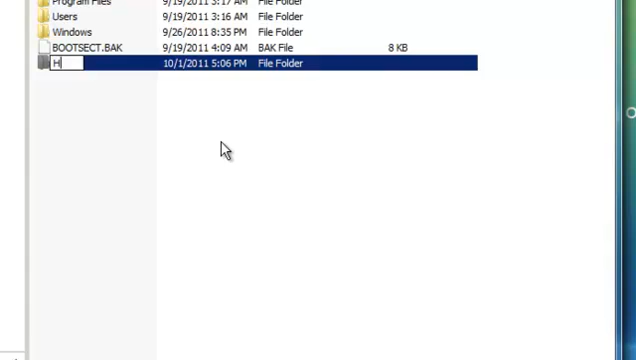 Program Files 9/19/2011 3:17 AM File Folder
Users 9/19/2011 3:16 AM File Folder
Windows 9/26/2011 8:35 PM File Folder
BOOTSECT.BAK 9/19/2011 4:09 AM BAK File 8 KB
H 10/1/2011 5:06 PM File Folder